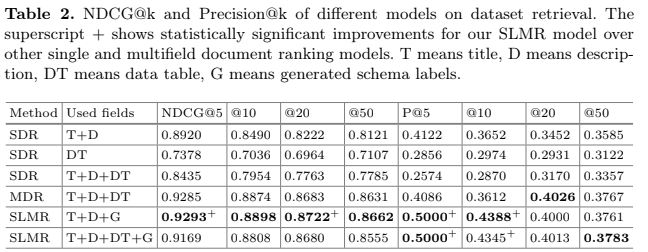 Table 2. NDCG@k and Precision@k of different models on dataset retrieval. The
superscript + shows statistically significant improvements for our SLMR model over
other single and multifield document ranking models. T means title, D means descrip-
tion, DT means data table, G means generated schema labels.
Method Used fields NDCG@5 @10 @20 @50 P@5 @10 @20 @50
SDR T+D 0.8920 0.8490 0.8222 0.8121 0.4122 0.3652 0.3452 0.3585
SDR DT 0.7378 0.7036 0.6964 0.7107 0.2856 0.2974 0.2931 0.3122
SDR T+D+DT 0.8435 0.7954 0.7763 0.7785 0.2574 0.2870 0.3170 0.3357
MDR T+D+DT 0.9285 0.8874 0.8683 0.8631 0.4086 0.3612 0.4026 0.3767
SLMR T+D+G 0.9293+ 0.8898 0.8722+ 0.8662 0.5000+ 0.4388+ 0.4000 0.3761
SLMR T+D+DT+G 0.9169 0.8808 0.8680 0.8555 0.5000+ 0.4345+ 0.4013 0.3783